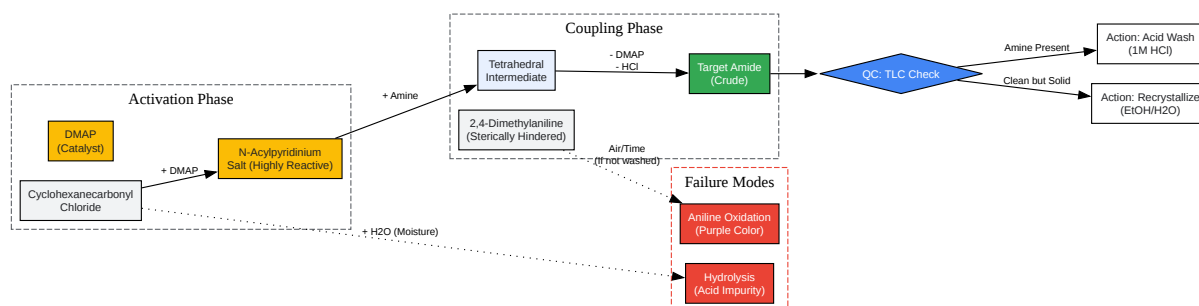 Activation Phase
DMAP
(Catalyst)
Cyclohexanecarbonyl
Chloride
+ DMAP
N-Acylpyridinium
Salt (Highly Reactive)
+ Amine
+ H2O (Moisture)
Coupling Phase
Tetrahedral
Intermediate
- DMAP
- HCl
Target Amide
(Crude)
2,4-Dimethylaniline
(Sterically Hindered)
Air/Time
(If not washed)
Failure Modes
Aniline Oxidation
(Purple Color)
Hydrolysis
(Acid Impurity)
QC: TLC Check
Amine Present
Clean but Solid
Action: Acid Wash
(1M HCl)
Action: Recrystallize
(EtOH/H2O)